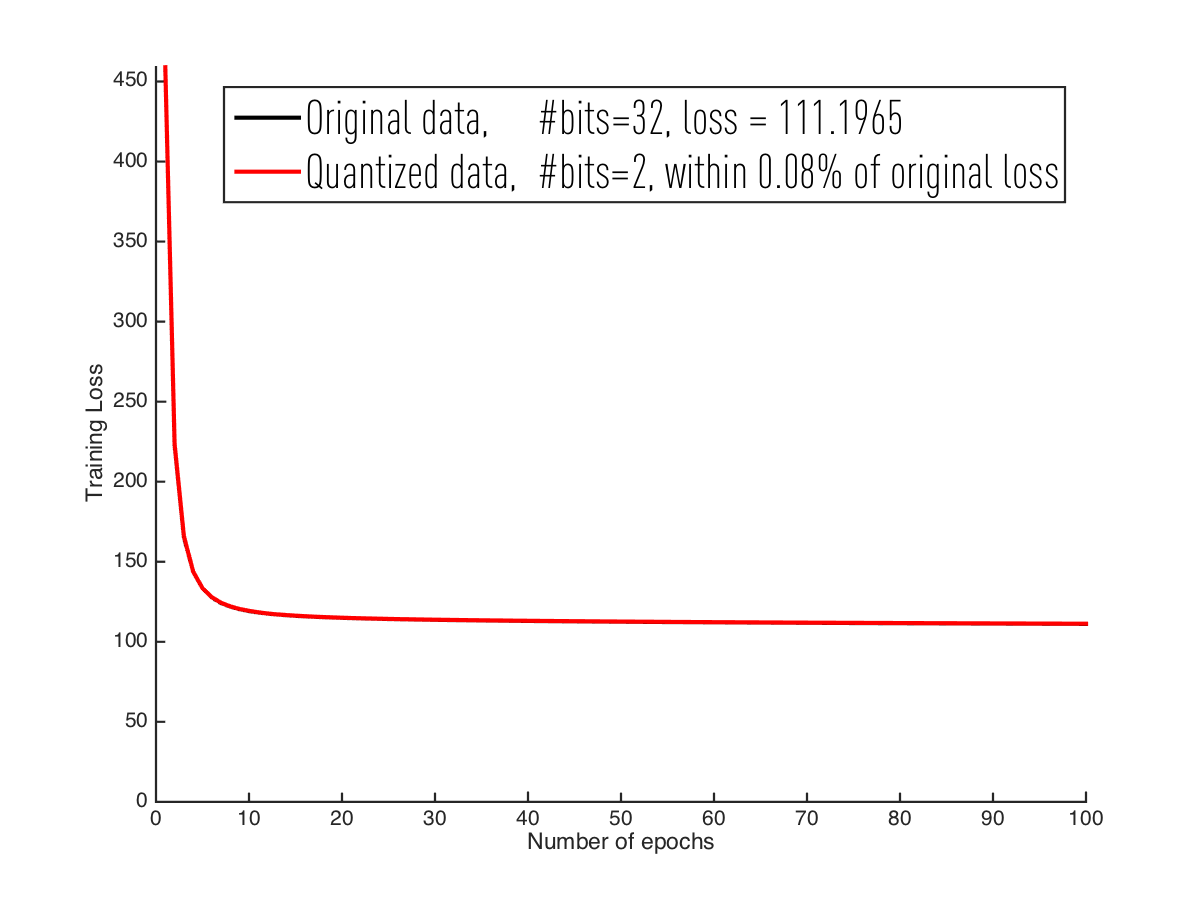 450
Original data, #bits=32, loss = 111.1965
400
Quantized data, #bits=2, within 0.08% of original loss
350
300
250
200
150
100
50
0
Training Loss
0 10 20 30 40 50 60 70 80 90 100
Number of epochs